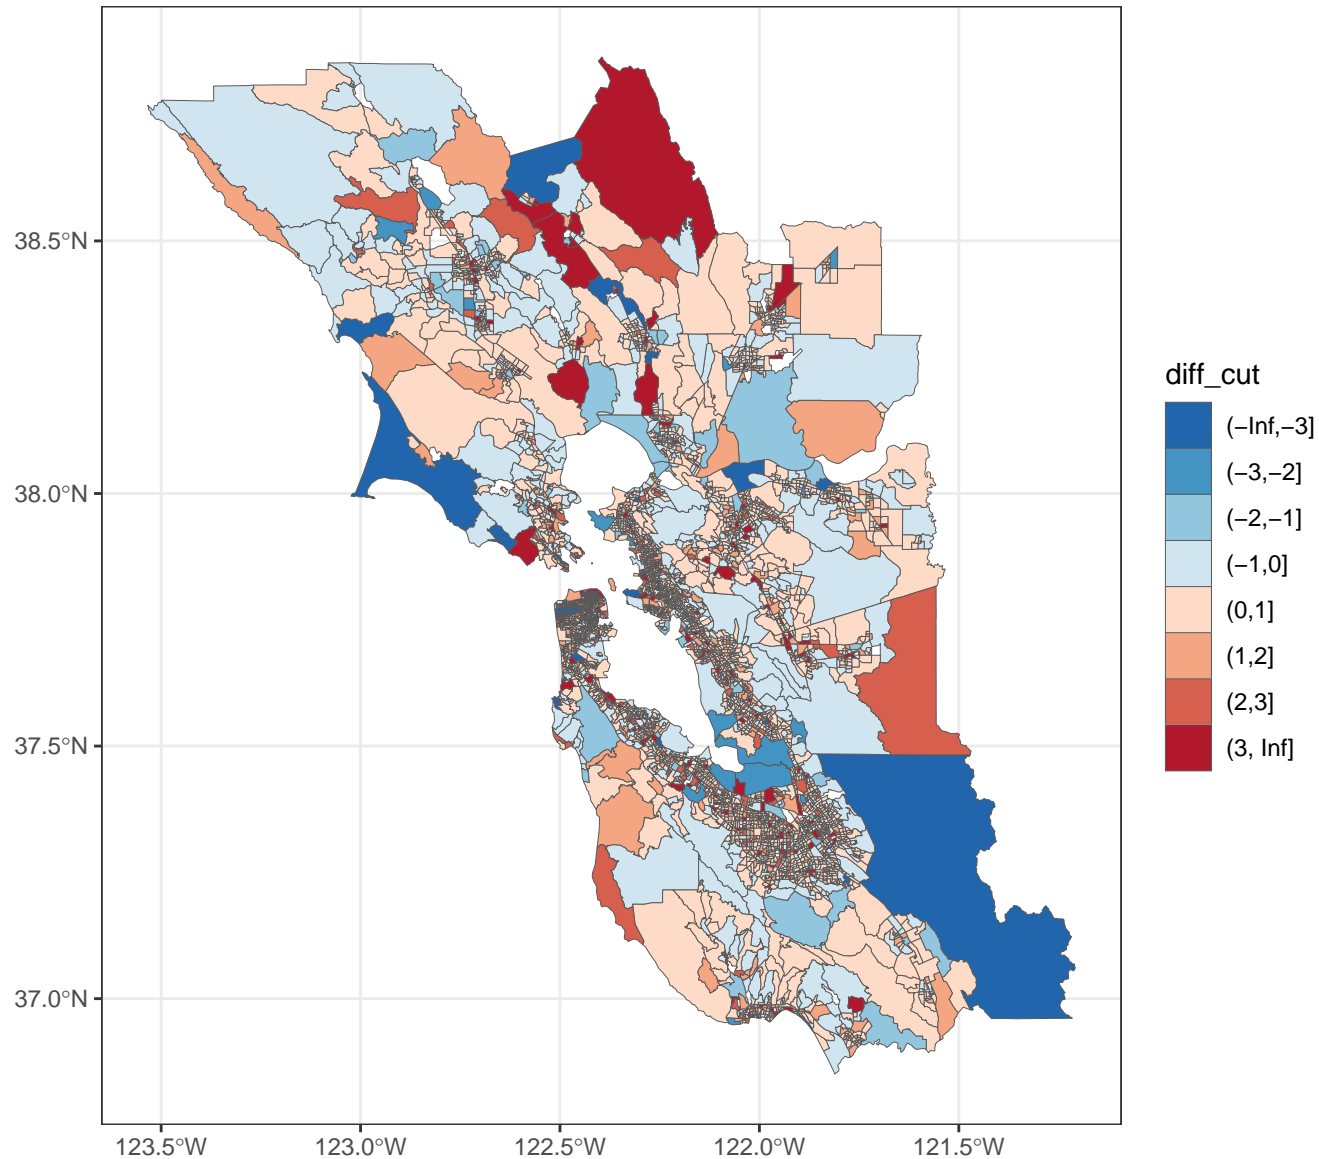 38.5°N
38.0°N
37.5°N
37.0°N
123.5°W
123.0°W
122.5°W
122.0°W
121.5°W
diff_cut
(−Inf,−3]
(−3,−2]
(−2,−1]
(−1,0]
(0,1]
(1,2]
(2,3]
(3, Inf]